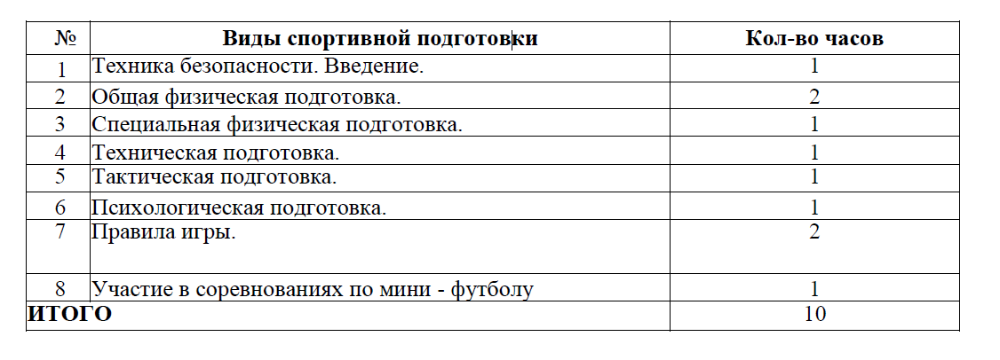 № Виды спортивной подготовки Кол-во часов
1 Техника безопасности. Введение. 1
2 Общая физическая подготовка. 2
3 Специальная физическая подготовка. 1
4 Техническая подготовка. 1
5 Тактическая подготовка. 1
6 Психологическая подготовка. 1
7 Правила игры. 2
8 Участие в соревнованиях по мини - футболу 1
ИТОГО 10